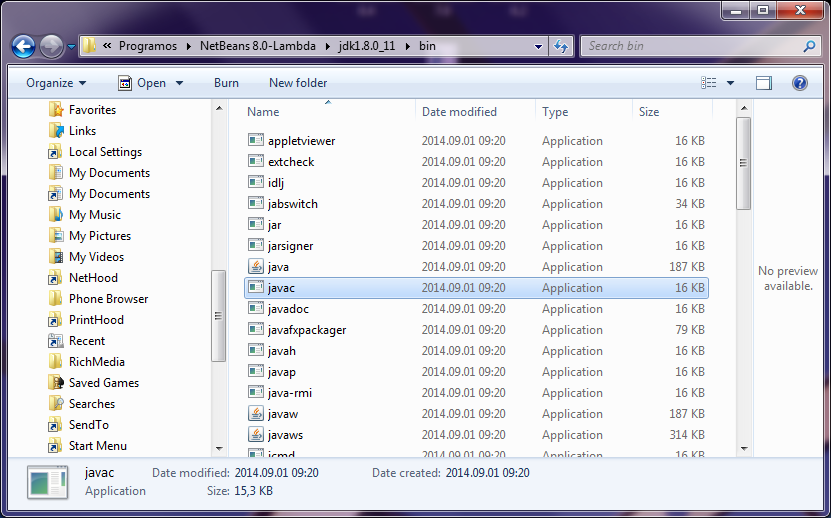 « Programos ▸ NetBeans 8.0-Lambda ▸ jdk1.8.0_11 ▸ bin
Search bin
Organize Open Burn New folder
Favorites
Links
Local Settings
My Documents
My Documents
My Music
My Pictures
My Videos
NetHood
Phone Browser
PrintHood
Recent
RichMedia
Saved Games
Searches
SendTo
Start Menu
Name Date modified Type Size
appletviewer 2014.09.01 09:20 Application 16 KB
extcheck 2014.09.01 09:20 Application 16 KB
idlj 2014.09.01 09:20 Application 16 KB
jabswitch 2014.09.01 09:20 Application 34 KB
jar 2014.09.01 09:20 Application 16 KB
jarsigner 2014.09.01 09:20 Application 16 KB
java 2014.09.01 09:20 Application 187 KB
javac 2014.09.01 09:20 Application 16 KB
javadoc 2014.09.01 09:20 Application 16 KB
javafxpackager 2014.09.01 09:20 Application 79 KB
javah 2014.09.01 09:20 Application 16 KB
javap 2014.09.01 09:20 Application 16 KB
java-rmi 2014.09.01 09:20 Application 16 KB
javaw 2014.09.01 09:20 Application 187 KB
javaws 2014.09.01 09:20 Application 314 KB
jcmd 2014.09.01 09:20 Application 16 KB
No preview
available.
javac Date modified: 2014.09.01 09:20 Date created: 2014.09.01 09:20
Application Size: 15,3 KB